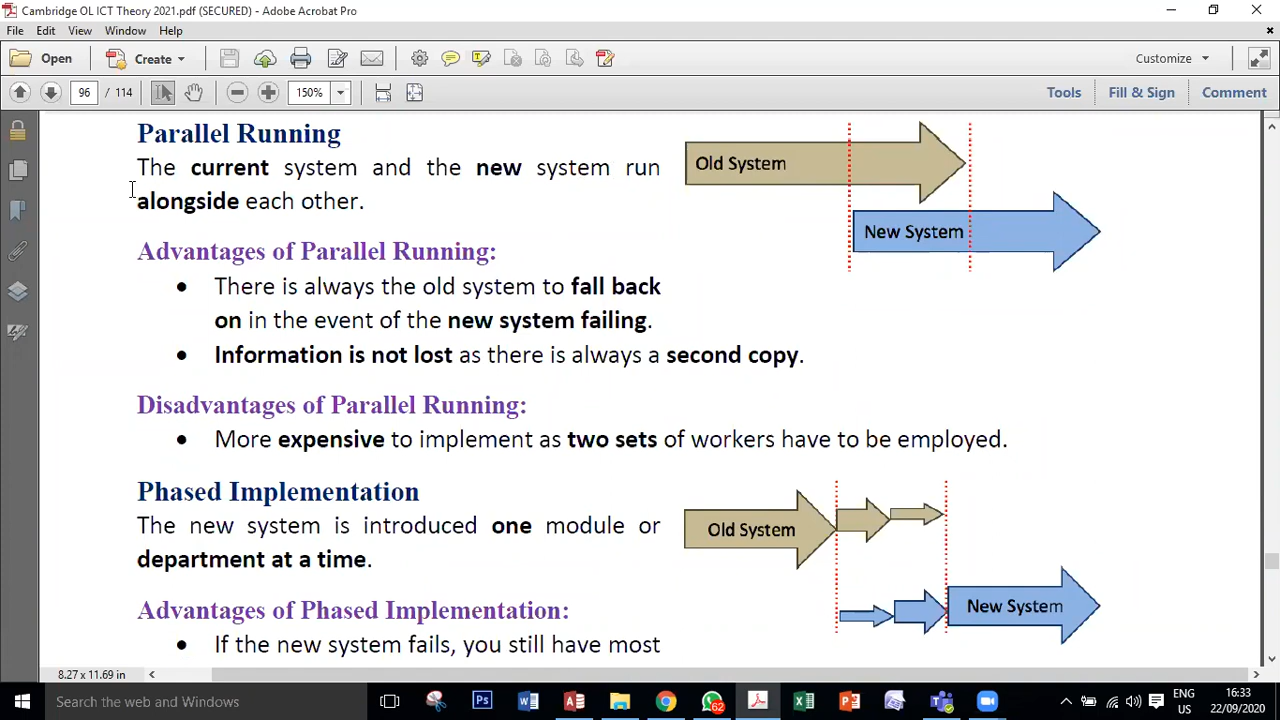 Cambridge OL ICT Theory 2021.pdf (SECURED) - Adobe Acrobat Pro
File Edit View Window Help
Open Create Customize
96 / 114 150% Tools Fill & Sign Comment
Parallel Running
The current system and the new system run
alongside each other.
Old System
New System
Advantages of Parallel Running:
• There is always the old system to fall back
on in the event of the new system failing.
• Information is not lost as there is always a second copy.
Disadvantages of Parallel Running:
• More expensive to implement as two sets of workers have to be employed.
Phased Implementation
The new system is introduced one module or
department at a time.
Old System
New System
Advantages of Phased Implementation:
• If the new system fails, you still have most
8.27 x 11.69 in
Search the web and Windows
Ps
62
ENG
US
16:33
22/09/2020